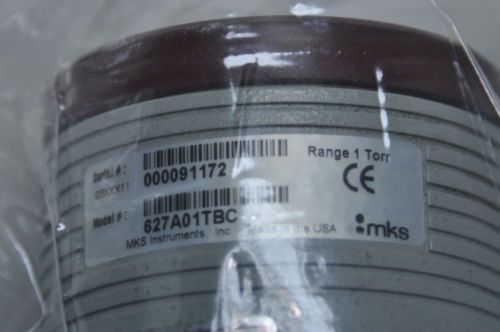 Serial #: 000091172 Range 1 Torr
CE
Model #: 627A01TBC
MKS Instruments, Inc Made in the USA mks